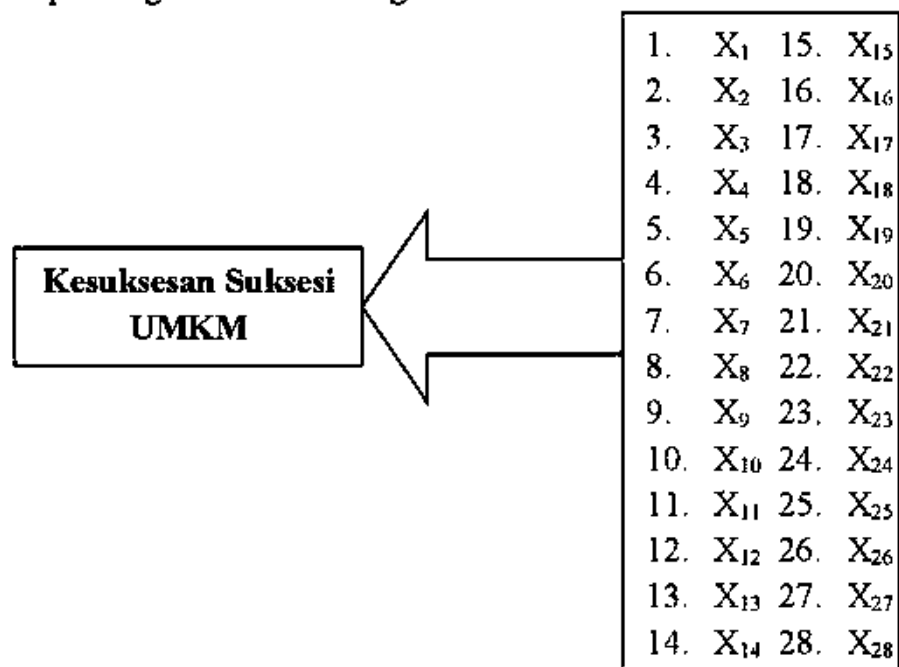 Kesuksesan Suksesi
UMKM
1. X₁ 15. X₁₅
2. X₂ 16. X₁₆
3. X₃ 17. X₁₇
4. X₄ 18. X₁₈
5. X₅ 19. X₁₉
6. X₆ 20. X₂₀
7. X₇ 21. X₂₁
8. X₈ 22. X₂₂
9. X₉ 23. X₂₃
10. X₁₀ 24. X₂₄
11. X₁₁ 25. X₂₅
12. X₁₂ 26. X₂₆
13. X₁₃ 27. X₂₇
14. X₁₄ 28. X₂₈